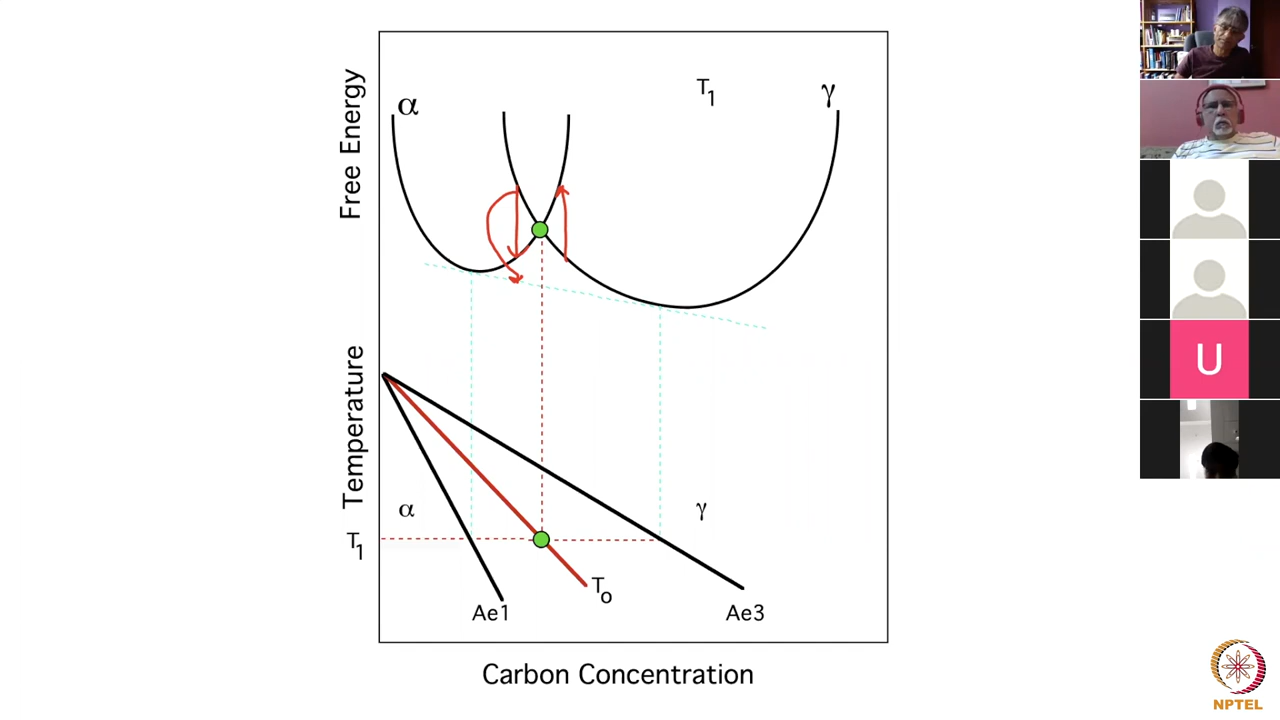 α
T1
γ
Free Energy
Temperature
α
γ
T1
To
Ae1
Ae3
Carbon Concentration
U
NPTEL